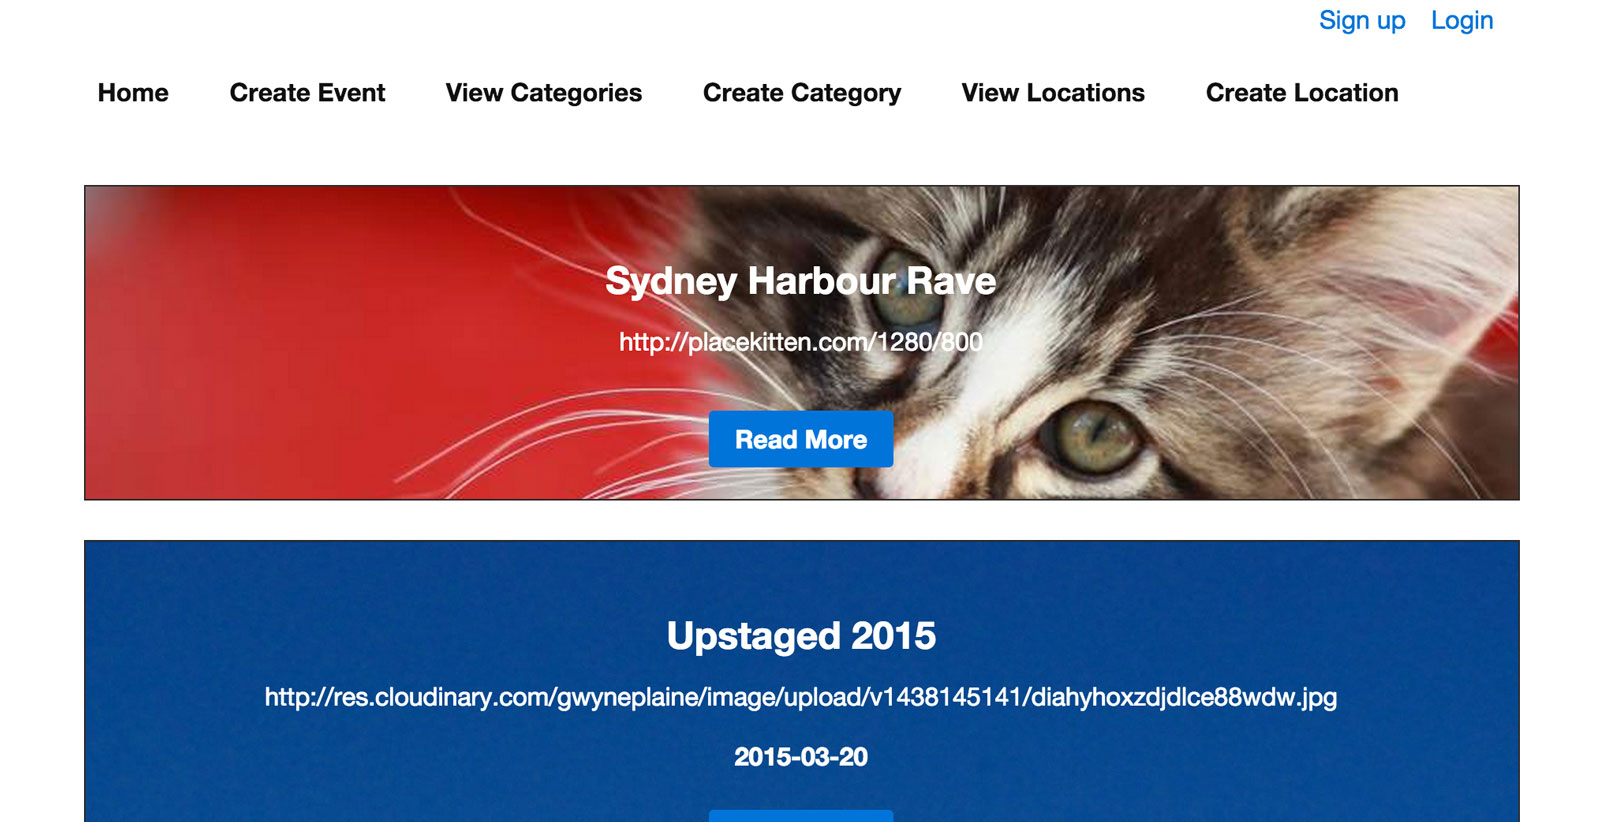 Sign up Login
Home Create Event View Categories Create Category View Locations Create Location
Sydney Harbour Rave
http://placekitten.com/1280/800
Read More
Upstaged 2015
http://res.cloudinary.com/gwyneplaine/image/upload/v1438145141/diahyhoxzdjdlce88wdw.jpg
2015-03-20